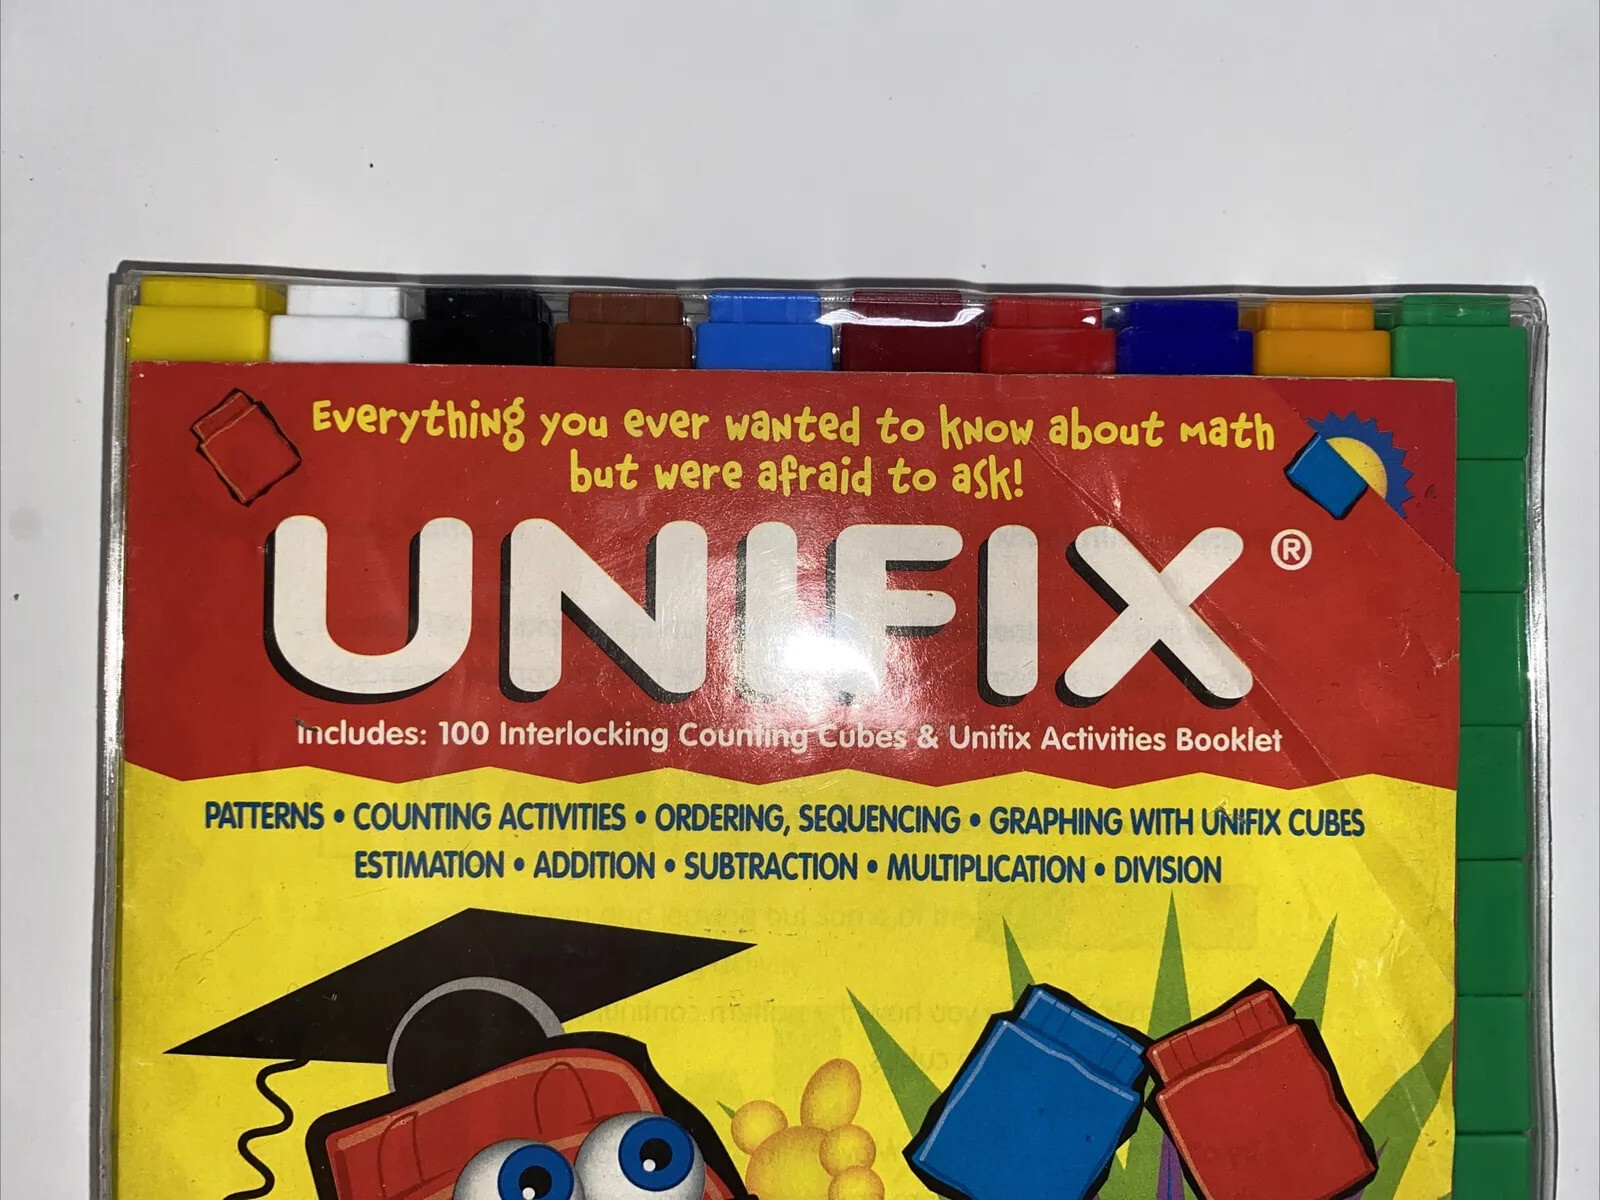 Everything you ever wanted to know about math
but were afraid to ask!
UNIFIX®
Includes: 100 Interlocking Counting Cubes & Unifix Activities Booklet
PATTERNS • COUNTING ACTIVITIES • ORDERING, SEQUENCING • GRAPHING WITH UNIFIX CUBES
ESTIMATION • ADDITION • SUBTRACTION • MULTIPLICATION • DIVISION